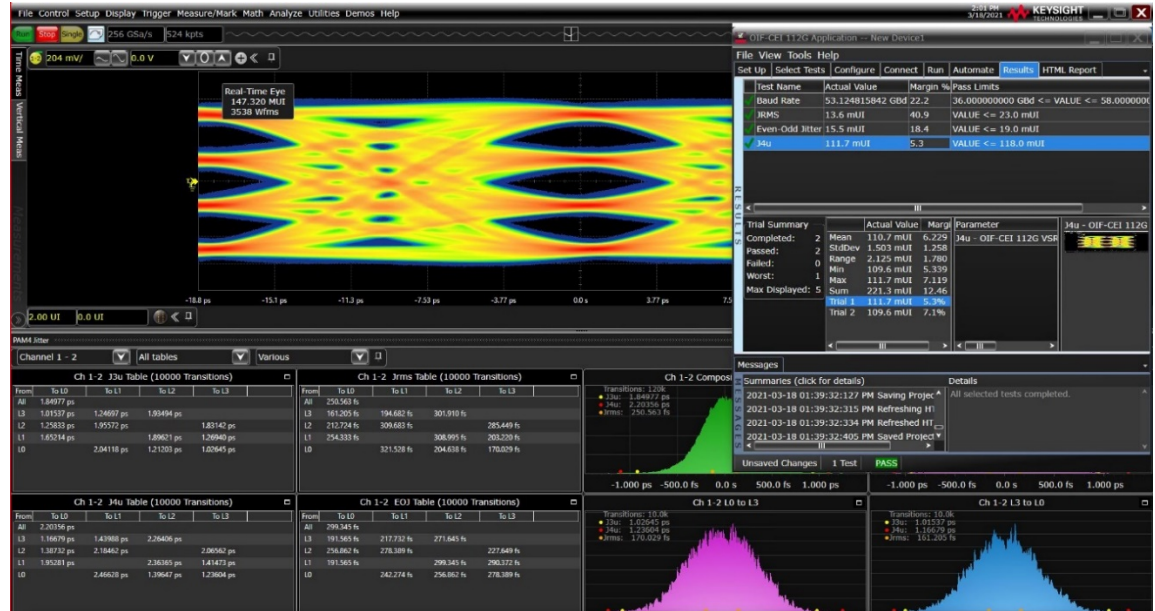 File Control Setup Display Trigger Measure/Mark Math Analyze Utilities Demos Help
2:01 PM
3/18/2021
KEYSIGHT
TECHNOLOGIES
Run Stop Single 256 GSa/s 524 kpts
204 mV/ 0.0 V
Time Meas
Vertical Meas
Measurements
Real-Time Eye
147.320 MUI
3538 Wfms
-18.8 ps -15.1 ps -11.3 ps -7.53 ps -3.77 ps 0.0 s 3.77 ps
2.00 UI 0.0 UI
OIF-CEI 112G Application -- New Device1
File View Tools Help
Set Up Select Tests Configure Connect Run Automate Results HTML Report
RESULTS
Test Name Actual Value Margin % Pass Limits
Baud Rate 53.124815842 GBd 22.2 36.000000000 GBd <= VALUE <= 58.0000000
JRMS 13.6 mUI 40.9 VALUE <= 23.0 mUI
Even-Odd Jitter 15.5 mUI 18.4 VALUE <= 19.0 mUI
J4u 111.7 mUI 5.3 VALUE <= 118.0 mUI
Trial Summary
Completed: 2
Passed: 2
Failed: 0
Worst: 1
Max Displayed: 5
Actual Value Margi
Mean 110.7 mUI 6.229
StdDev 1.503 mUI 1.258
Range 2.125 mUI 1.780
Min 109.6 mUI 5.339
Max 111.7 mUI 7.119
Sum 221.3 mUI 12.46
Trial 1 111.7 mUI 5.3%
Trial 2 109.6 mUI 7.1%
Parameter
J4u - OIF-CEI 112G VSR
J4u - OIF-CEI 112G
Messages
MESSAGES
Summaries (click for details) Details
2021-03-18 01:39:32:127 PM Saving Projec
2021-03-18 01:39:32:315 PM Refreshing HT
2021-03-18 01:39:32:334 PM Refreshed HT
2021-03-18 01:39:32:405 PM Saved Project
All selected tests completed.
Unsaved Changes 1 Test PASS
PAM4 Jitter
Channel 1 - 2 All tables Various
Ch 1-2 J3u Table (10000 Transitions)
From To L0 To L1 To L2 To L3
All 1.84977 ps
L3 1.01537 ps 1.24697 ps 1.93494 ps
L2 1.25833 ps 1.95572 ps 1.83142 ps
L1 1.65214 ps 1.89621 ps 1.26940 ps
L0 2.04118 ps 1.21203 ps 1.02645 ps
Ch 1-2 Jrms Table (10000 Transitions)
From To L0 To L1 To L2 To L3
All 250.563 fs
L3 161.205 fs 194.682 fs 301.910 fs
L2 212.724 fs 309.683 fs 285.449 fs
L1 254.333 fs 308.995 fs 203.220 fs
L0 321.528 fs 204.638 fs 170.029 fs
Ch 1-2 Composi
Transitions: 120k
J3u: 1.84977 ps
J4u: 2.20356 ps
Jrms: 250.563 fs
-1.000 ps -500.0 fs 0.0 s 500.0 fs 1.000 ps
-1.000 ps -500.0 fs 0.0 s 500.0 fs 1.000 ps
Ch 1-2 J4u Table (10000 Transitions)
From To L0 To L1 To L2 To L3
All 2.20356 ps
L3 1.16679 ps 1.43988 ps 2.26406 ps
L2 1.38732 ps 2.18462 ps 2.06562 ps
L1 1.95281 ps 2.36365 ps 1.41473 ps
L0 2.46628 ps 1.39647 ps 1.23604 ps
Ch 1-2 EOJ Table (10000 Transitions)
From To L0 To L1 To L2 To L3
All 299.345 fs
L3 191.565 fs 217.732 fs 271.645 fs
L2 256.862 fs 278.389 fs 227.649 fs
L1 191.565 fs 299.345 fs 290.372 fs
L0 242.274 fs 256.862 fs 278.389 fs
Ch 1-2 L0 to L3
Transitions: 10.0k
J3u: 1.02645 ps
J4u: 1.23604 ps
Jrms: 170.029 fs
Ch 1-2 L3 to L0
Transitions: 10.0k
J3u: 1.01537 ps
J4u: 1.16679 ps
Jrms: 161.205 fs